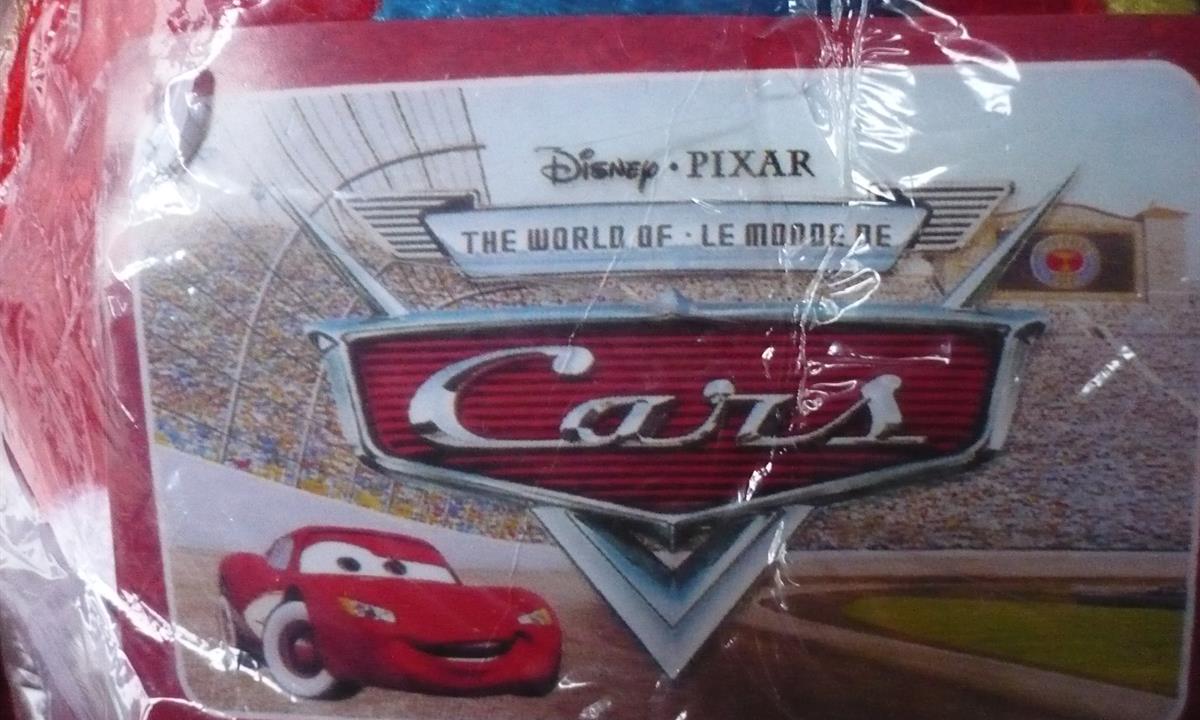 Disney · PIXAR
THE WORLD OF · LE MONDE DE
Cars